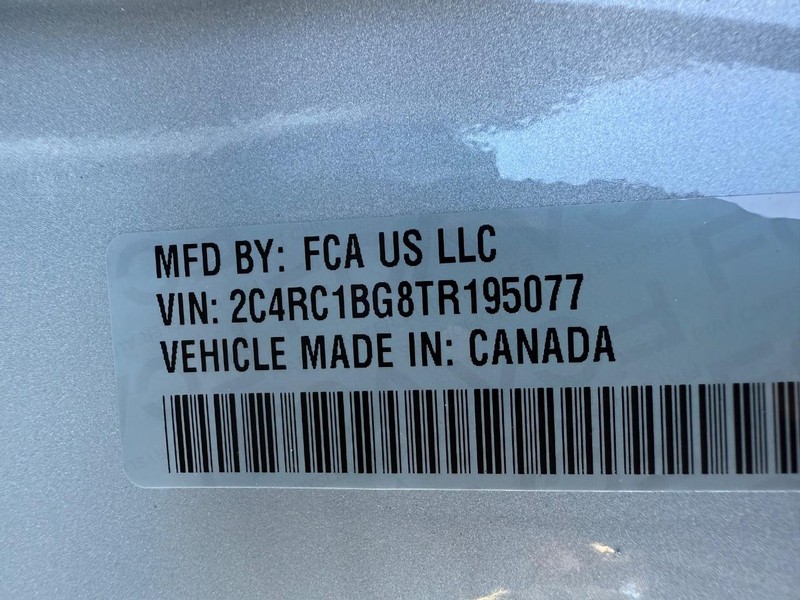 MFD BY: FCA US LLC
VIN: 2C4RC1BG8TR195077
VEHICLE MADE IN: CANADA